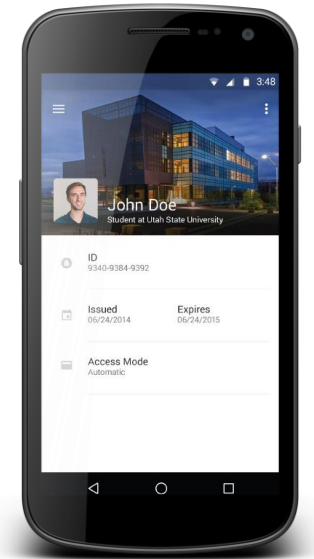 3:48
John Doe
Student at Utah State University
ID
9340-9384-9392
Issued Expires
06/24/2014 06/24/2015
Access Mode
Automatic